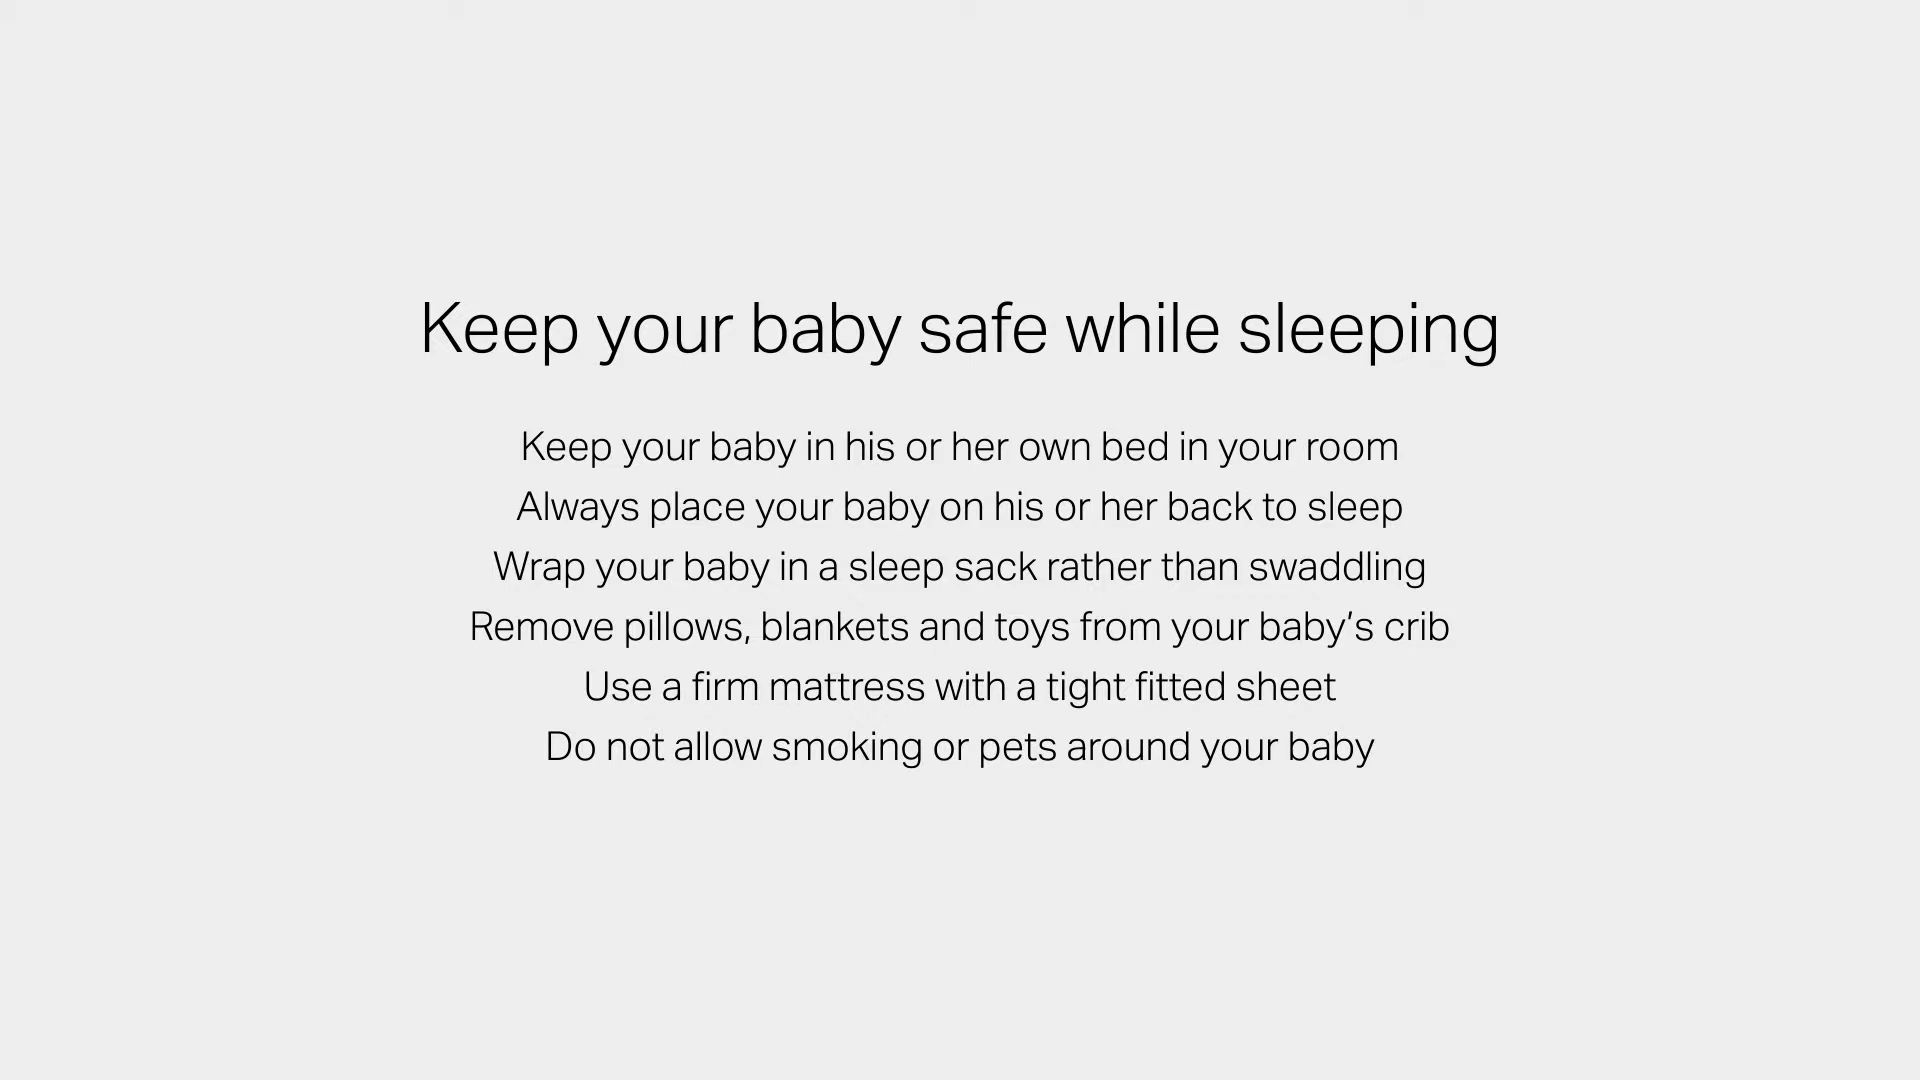 Keep your baby safe while sleeping
Keep your baby in his or her own bed in your room
Always place your baby on his or her back to sleep
Wrap your baby in a sleep sack rather than swaddling
Remove pillows, blankets and toys from your baby’s crib
Use a firm mattress with a tight fitted sheet
Do not allow smoking or pets around your baby